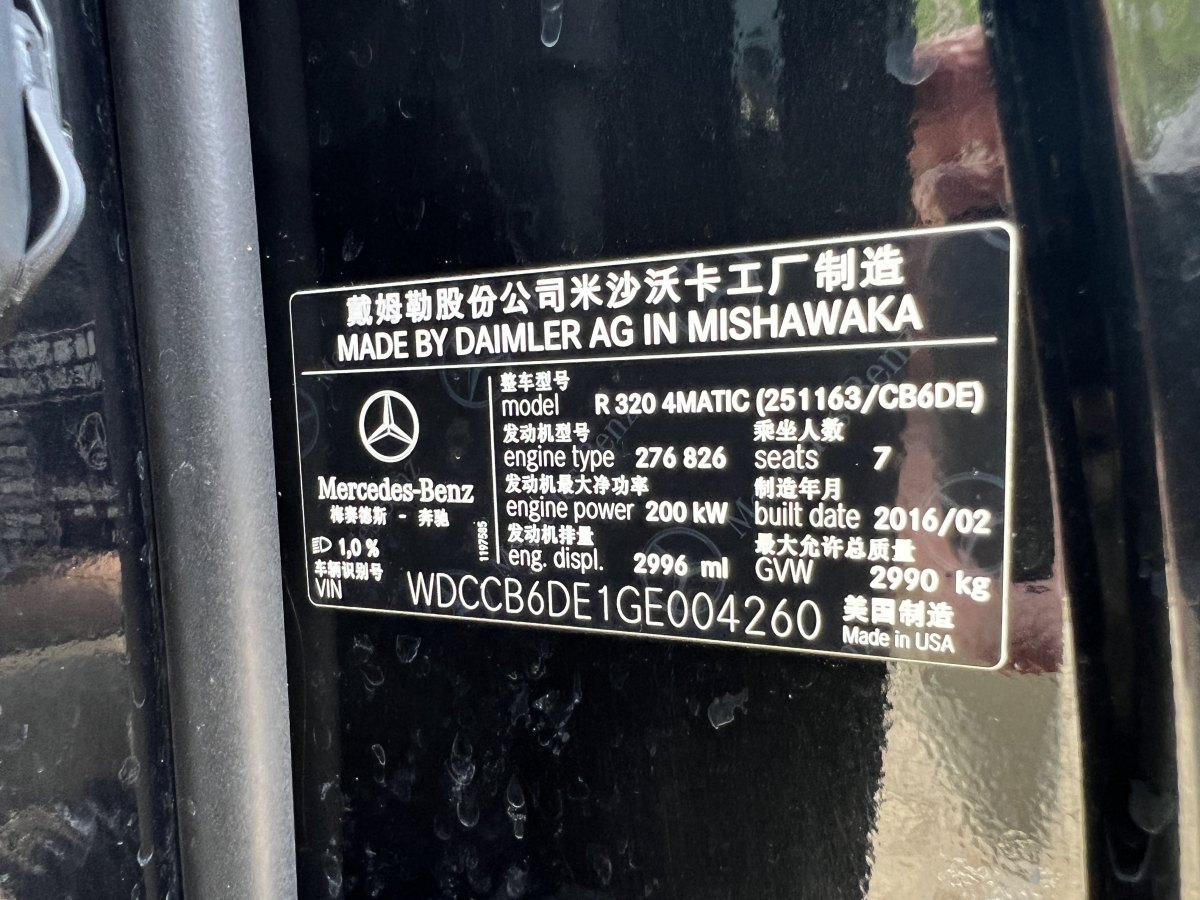 戴姆勒股份公司米沙沃卡工厂制造
MADE BY DAIMLER AG IN MISHAWAKA
Mercedes-Benz
梅赛德斯 - 奔驰
1,0 %
1197585
整车型号
model R 320 4MATIC (251163/CB6DE)
发动机型号 乘坐人数
engine type 276 826 seats 7
发动机最大净功率 制造年月
engine power 200 kW built date 2016/02
发动机排量 最大允许总质量
eng. displ. 2996 ml GVW 2990 kg
车辆识别号
VIN WDCCB6DE1GE004260
美国制造
Made in USA